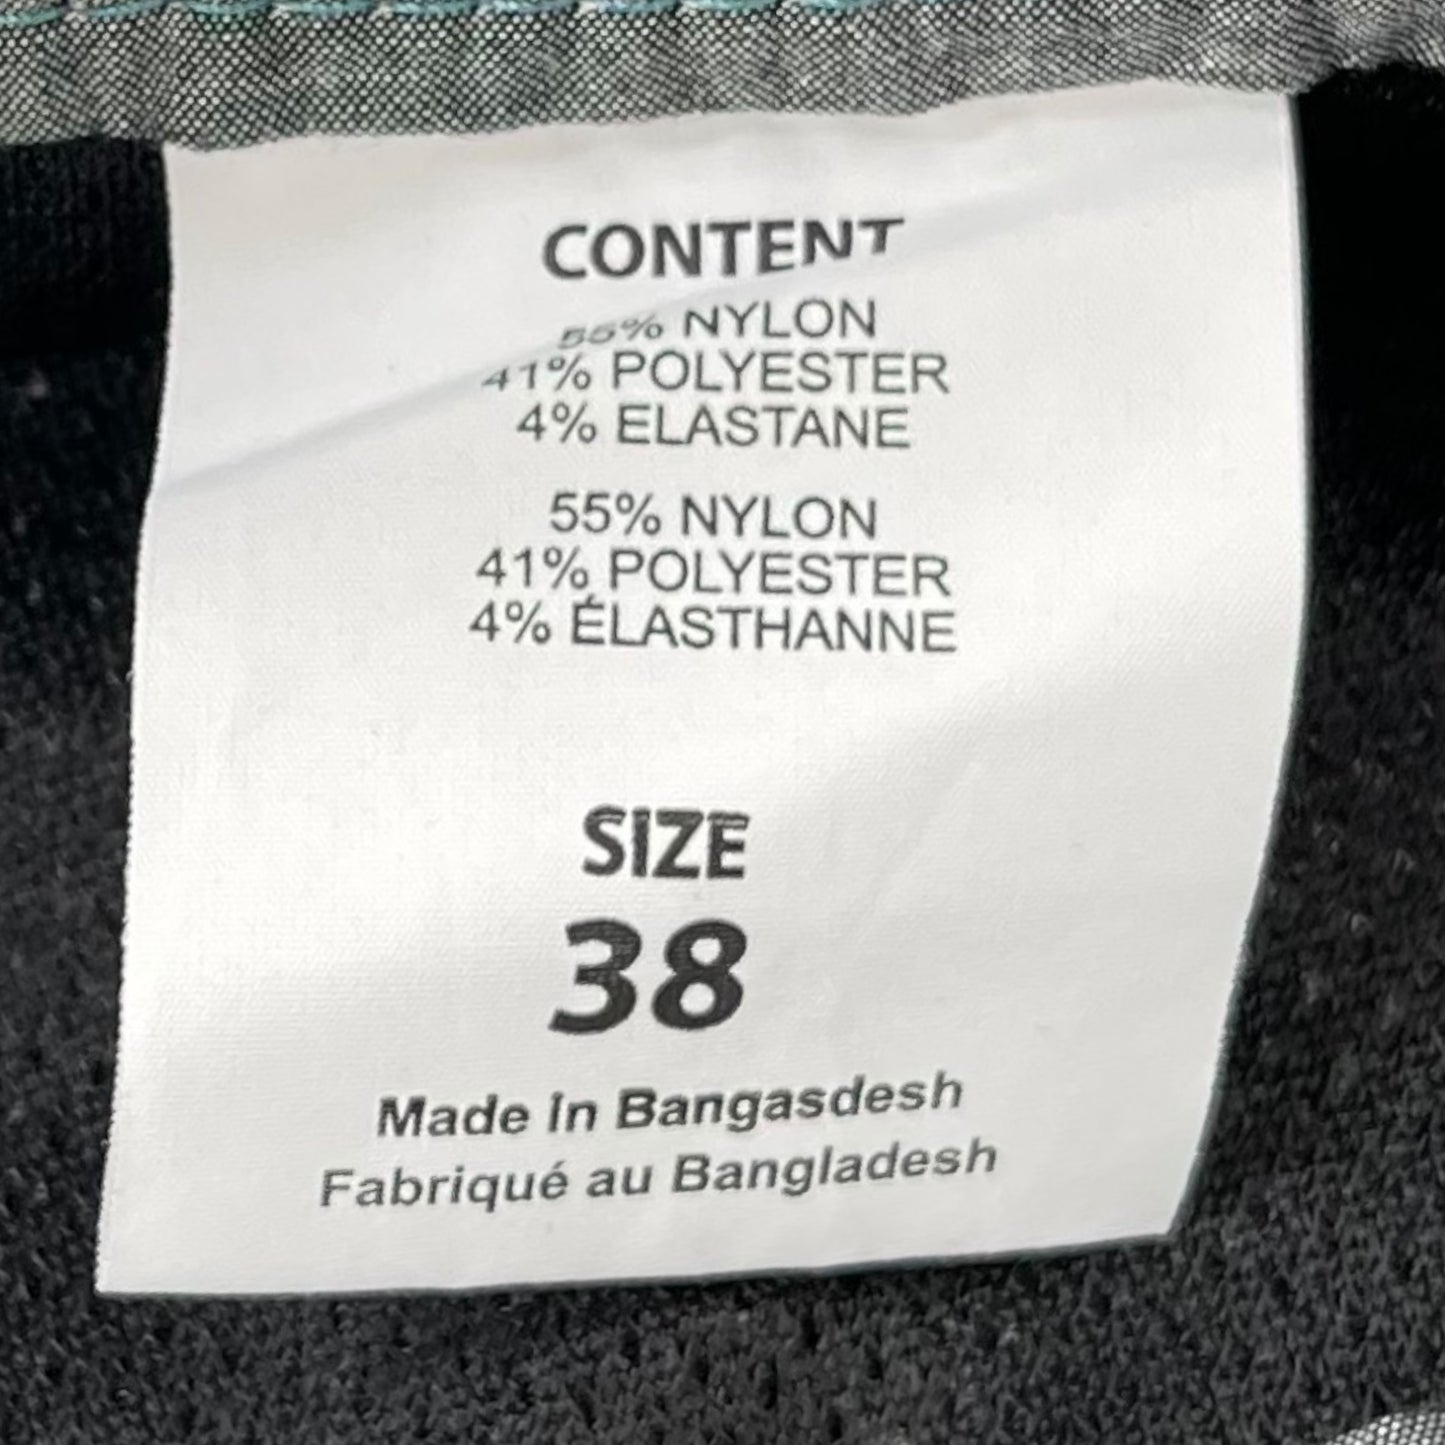 CONTENT
55% NYLON
41% POLYESTER
4% ELASTANE
55% NYLON
41% POLYESTER
4% ÉLASTHANNE
SIZE
38
Made in Bangasdesh
Fabriqué au Bangladesh